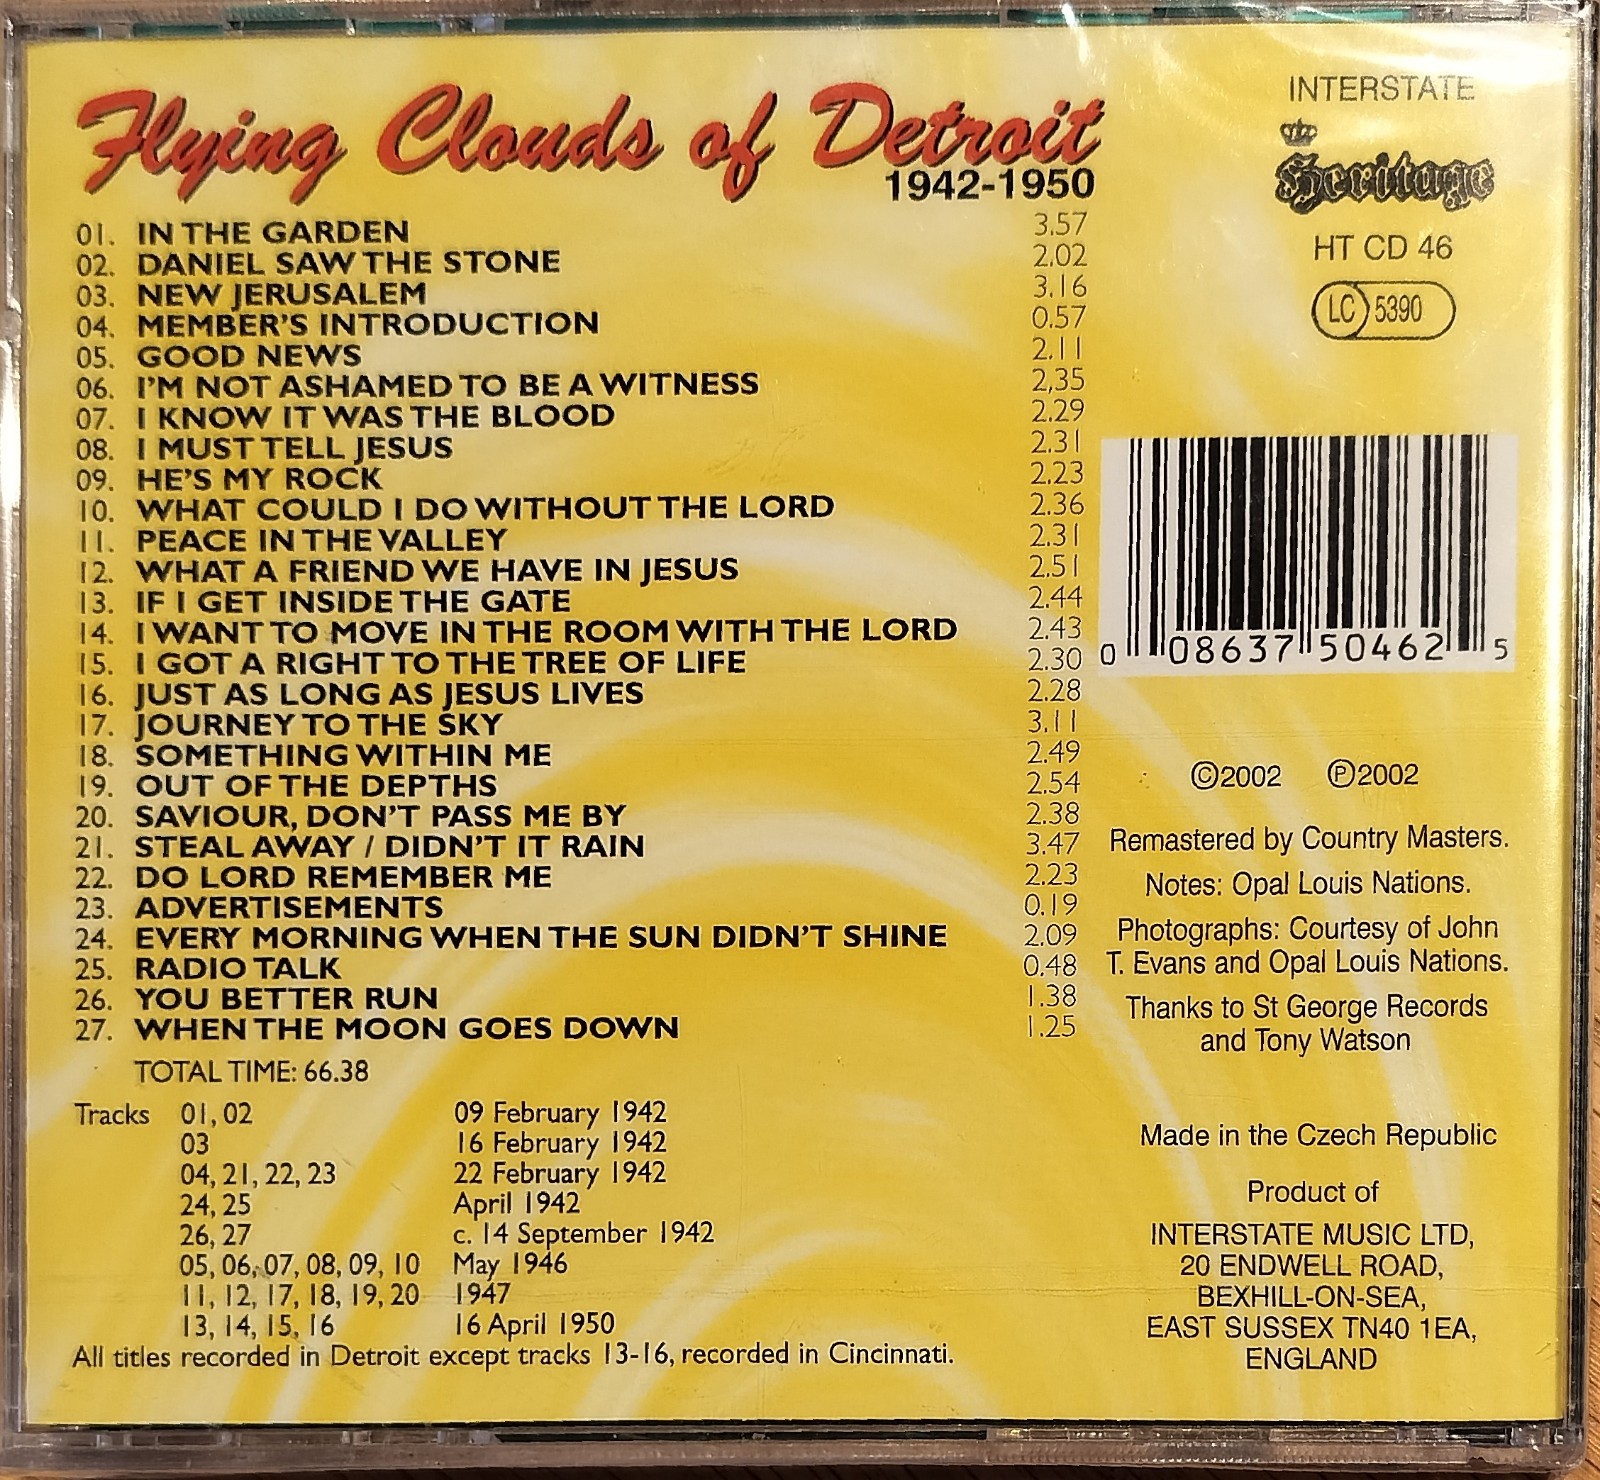 Flying Clouds of Detroit
1942-1950
01. IN THE GARDEN 3.57
02. DANIEL SAW THE STONE 2.02
03. NEW JERUSALEM 3.16
04. MEMBER'S INTRODUCTION 0.57
05. GOOD NEWS 2.11
06. I'M NOT ASHAMED TO BE A WITNESS 2,35
07. I KNOW IT WAS THE BLOOD 2.29
08. I MUST TELL JESUS 2.31
09. HE'S MY ROCK 2.23
10. WHAT COULD I DO WITHOUT THE LORD 2.36
11. PEACE IN THE VALLEY 2.31
12. WHAT A FRIEND WE HAVE IN JESUS 2.51
13. IF I GET INSIDE THE GATE 2.44
14. I WANT TO MOVE IN THE ROOM WITH THE LORD 2.43
15. I GOT A RIGHT TO THE TREE OF LIFE 2.30
16. JUST AS LONG AS JESUS LIVES 2.28
17. JOURNEY TO THE SKY 3.11
18. SOMETHING WITHIN ME 2.49
19. OUT OF THE DEPTHS 2.54
20. SAVIOUR, DON'T PASS ME BY 2.38
21. STEAL AWAY / DIDN'T IT RAIN 3.47
22. DO LORD REMEMBER ME 2.23
23. ADVERTISEMENTS 0.19
24. EVERY MORNING WHEN THE SUN DIDN'T SHINE 2.09
25. RADIO TALK 0.48
26. YOU BETTER RUN 1.38
27. WHEN THE MOON GOES DOWN 1.25
TOTAL TIME: 66.38
Tracks 01, 02 09 February 1942
03 16 February 1942
04, 21, 22, 23 22 February 1942
24, 25 April 1942
26, 27 c. 14 September 1942
05, 06, 07, 08, 09, 10 May 1946
11, 12, 17, 18, 19, 20 1947
13, 14, 15, 16 16 April 1950
All titles recorded in Detroit except tracks 13-16, recorded in Cincinnati.
INTERSTATE
Heritage
HT CD 46
LC 5390
0 08637 50462 5
©2002 ℗2002
Remastered by Country Masters.
Notes: Opal Louis Nations.
Photographs: Courtesy of John
T. Evans and Opal Louis Nations.
Thanks to St George Records
and Tony Watson
Made in the Czech Republic
Product of
INTERSTATE MUSIC LTD,
20 ENDWELL ROAD,
BEXHILL-ON-SEA,
EAST SUSSEX TN40 1EA,
ENGLAND